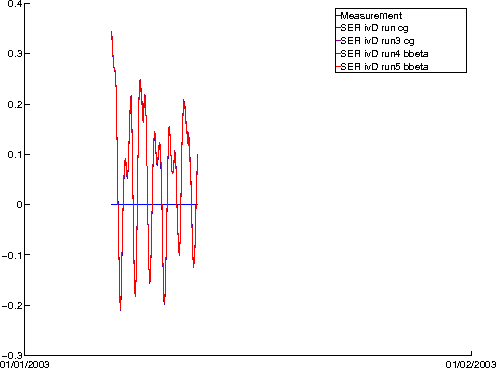 0.4
Measurement
SER ivD run cg
SER ivD run3 cg
SER ivD run4 bbeta
SER ivD run5 bbeta
0.3
0.2
0.1
0
−0.1
−0.2
−0.3
01/01/2003
01/02/2003